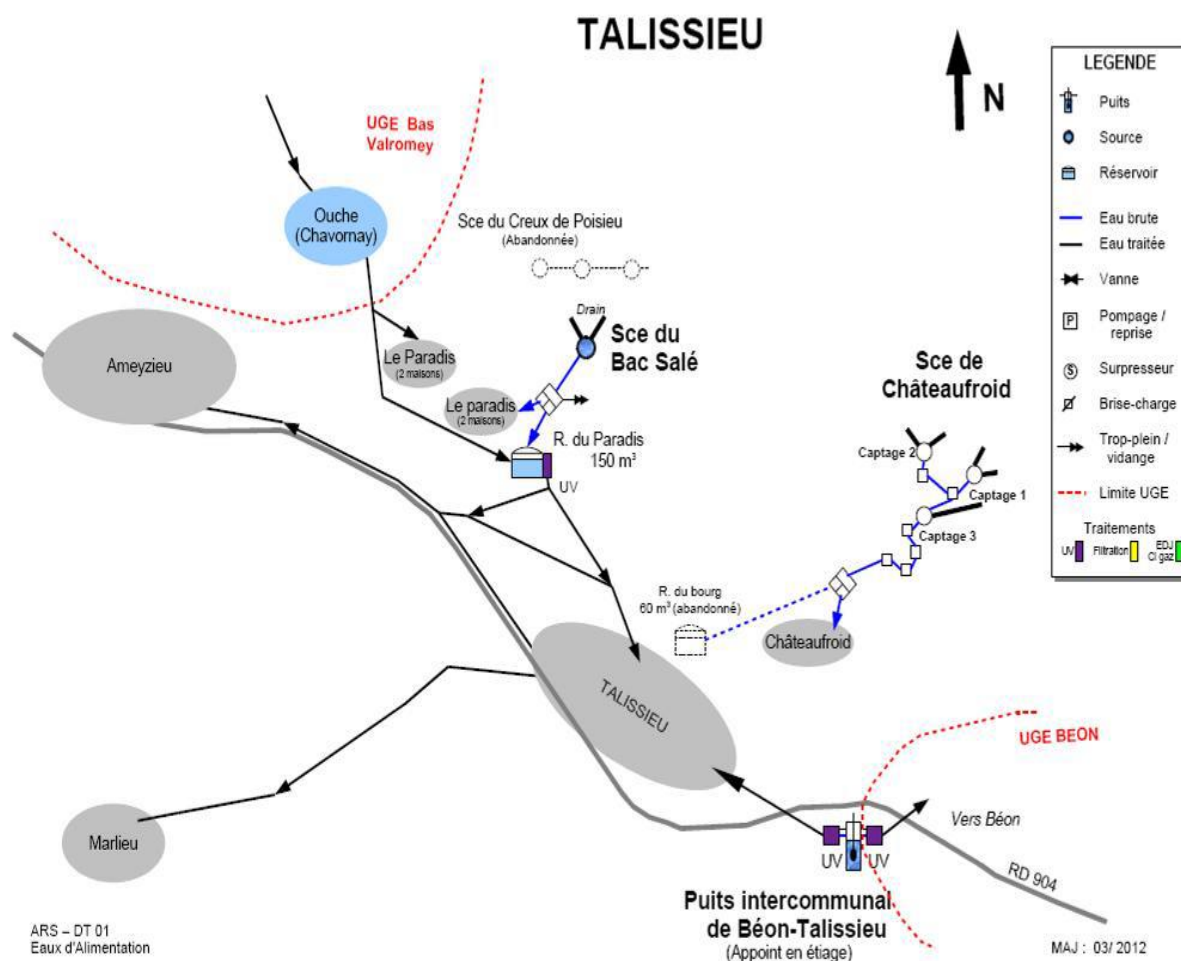 TALISSIEU
N
LEGENDE
Puits
Source
Réservoir
Eau brute
Eau traitée
Vanne
P
Pompage /
reprise
S
Surpresseur
Brise-charge
Trop-plein /
vidange
Limite UGE
Traitements
UV
Filtration
EDJ
Cl gaz
UGE Bas
Valromey
Ouche
(Chavornay)
Sce du Creux de Poisieu
(Abandonnée)
Drain
Sce du
Bac Salé
Ameyzieu
Le Paradis
(2 maisons)
Le paradis
(2 maisons)
R. du Paradis
150 m³
UV
Sce de
Châteaufroid
Captage 2
Captage 1
Captage 3
R. du bourg
60 m³ (abandonné)
Châteaufroid
TALISSIEU
UGE BEON
Marlieu
Vers Béon
UV
UV
RD 904
Puits intercommunal
de Béon-Talissieu
(Appoint en étiage)
ARS – DT 01
Eaux d'Alimentation
MAJ : 03/ 2012